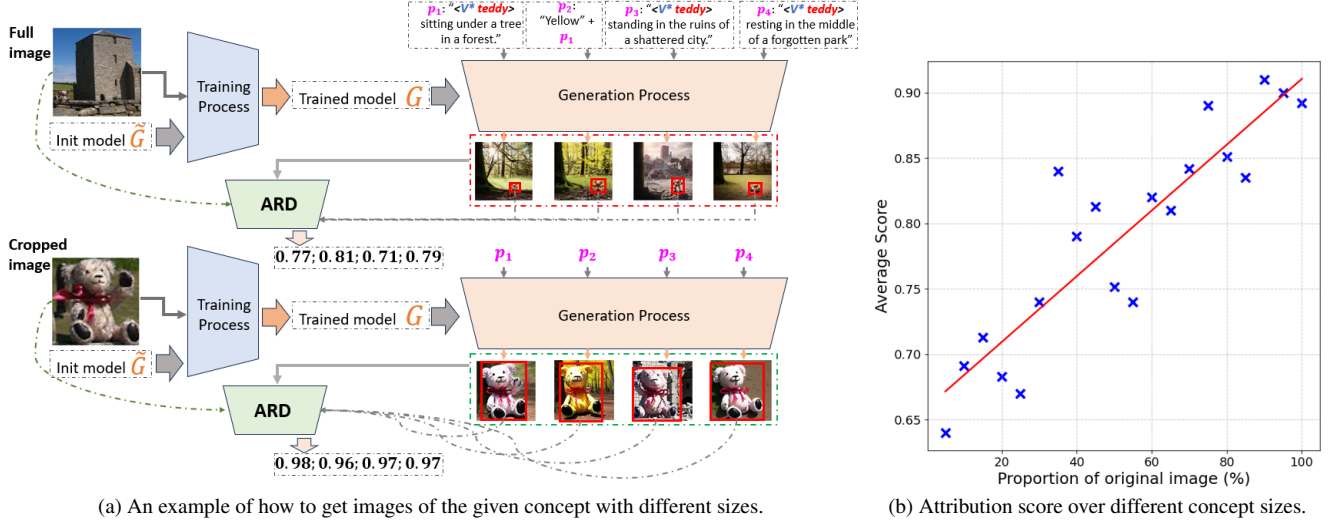 p1: "<V* teddy>
sitting under a tree
in a forest."
p2:
"Yellow" +
p1
p3: "<V* teddy>
standing in the ruins of
a shattered city."
p4: "<V* teddy>
resting in the middle
of a forgotten park"
Full
image
Training
Process
Trained model G
Generation Process
Init model G̃
ARD
0.77; 0.81; 0.71; 0.79
Cropped
image
p1
p2
p3
p4
Training
Process
Trained model G
Generation Process
Init model G̃
ARD
0.98; 0.96; 0.97; 0.97
(a) An example of how to get images of the given concept with different sizes.
Average Score
0.90
0.85
0.80
0.75
0.70
0.65
20 40 60 80 100
Proportion of original image (%)
(b) Attribution score over different concept sizes.